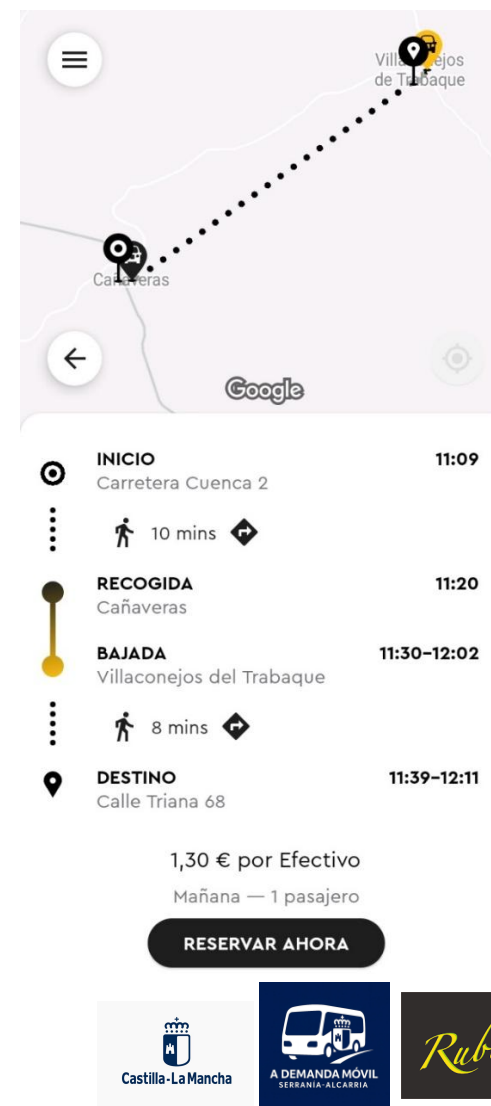 de Trabaque
Cañaveras
Google
INICIO 11:09
Carretera Cuenca 2
10 mins
RECOGIDA 11:20
Cañaveras
BAJADA 11:30–12:02
Villaconejos del Trabaque
8 mins
DESTINO 11:39–12:11
Calle Triana 68
1,30 € por Efectivo
Mañana — 1 pasajero
RESERVAR AHORA
Castilla-La Mancha
A DEMANDA MÓVIL
SERRANÍA-ALCARRIA